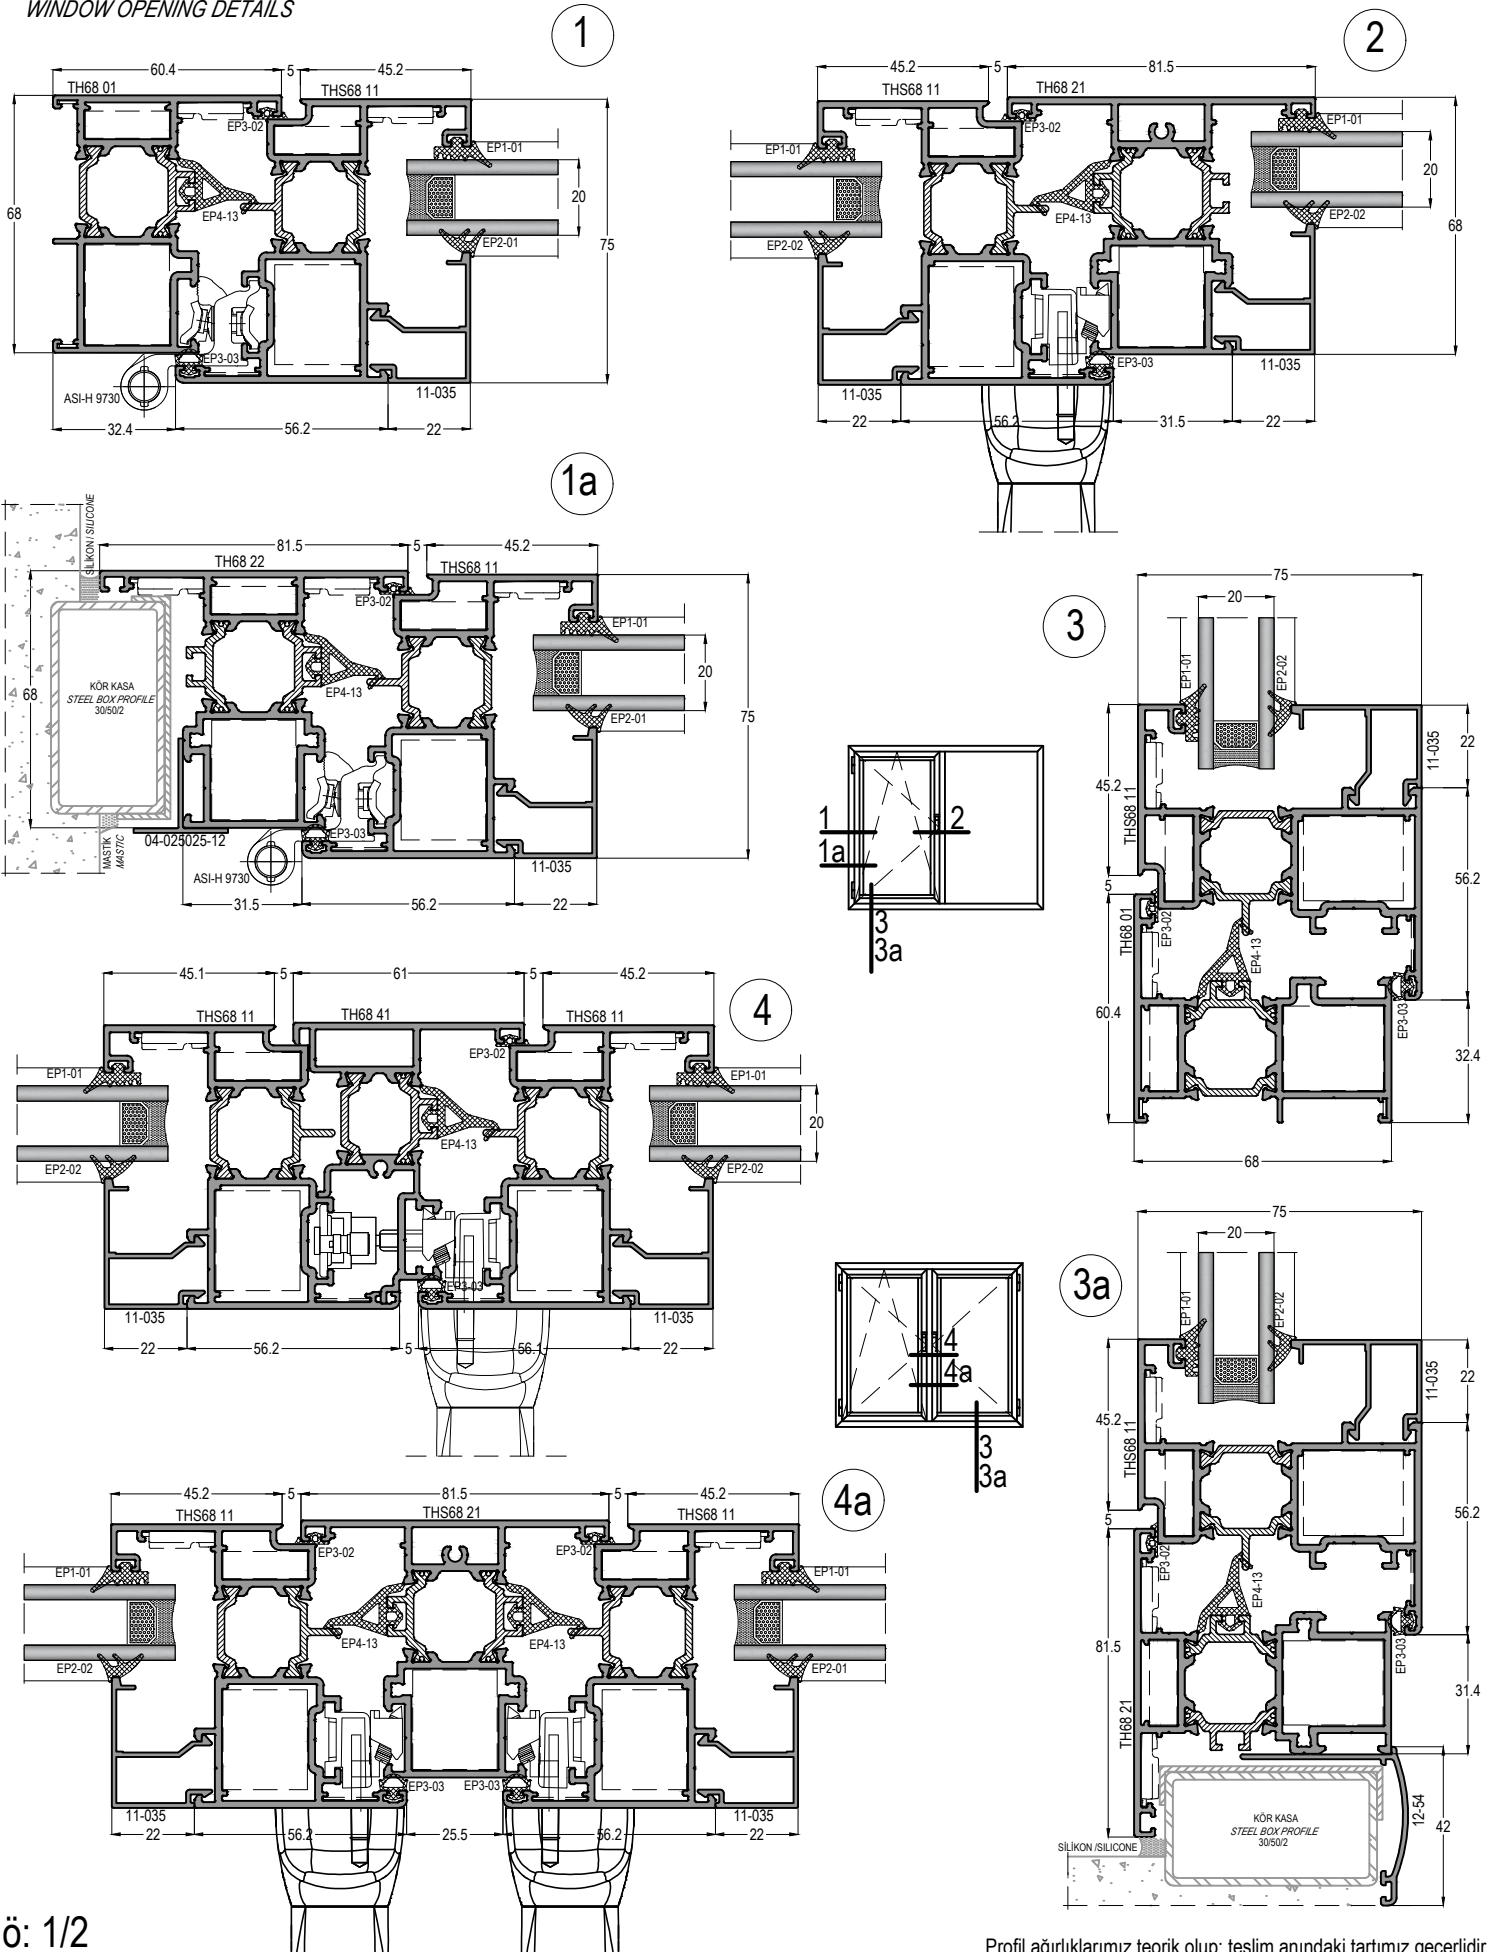 WINDOW OPENING DETAILS
1
60.4
5
45.2
TH68 01
THS68 11
EP3-02
EP1-01
EP4-13
EP2-01
20
68
75
EP3-03
ASI-H 9730
11-035
32.4
56.2
22
2
45.2
5
81.5
THS68 11
TH68 21
EP3-02
EP1-01
EP1-01
EP4-13
EP2-02
EP2-02
20
68
EP3-03
11-035
11-035
22
56.2
31.5
22
1a
SİLİKON / SILICONE
81.5
5
45.2
TH68 22
THS68 11
EP3-02
EP1-01
KÖR KASA
STEEL BOX PROFILE
30/50/2
68
EP4-13
20
EP2-01
75
MASTİK
MASTIC
04-025025-12
EP3-03
ASI-H 9730
11-035
31.5
56.2
22
1
1a
2
3
3a
3
75
20
EP1-01
EP2-02
45.2
THS68 11
11-035
22
5
56.2
TH68 01
EP3-02
EP4-13
60.4
EP3-03
32.4
68
4
45.1
5
61
5
45.2
THS68 11
TH68 41
THS68 11
EP3-02
EP1-01
EP1-01
EP4-13
20
EP2-02
EP2-02
EP3-03
11-035
11-035
22
56.2
5
56.1
22
4
4a
3
3a
3a
75
20
EP1-01
EP2-02
45.2
THS68 11
11-035
22
5
56.2
EP3-02
EP4-13
81.5
TH68 21
EP3-03
31.4
KÖR KASA
STEEL BOX PROFILE
30/50/2
SİLİKON /SILICONE
12-54
42
4a
45.2
5
81.5
5
45.2
THS68 11
THS68 21
THS68 11
EP3-02
EP3-02
EP1-01
EP1-01
EP4-13
EP4-13
EP2-02
EP2-01
EP3-03
EP3-03
11-035
11-035
22
56.2
25.5
56.2
22
ö: 1/2
Profil ağırlıklarımız teorik olup; teslim anındaki tartımız geçerlidir